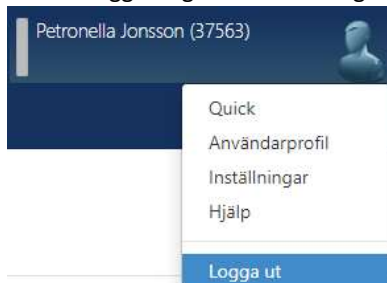 Petronella Jonsson (37563)
Quick
Användarprofil
Inställningar
Hjälp
Logga ut